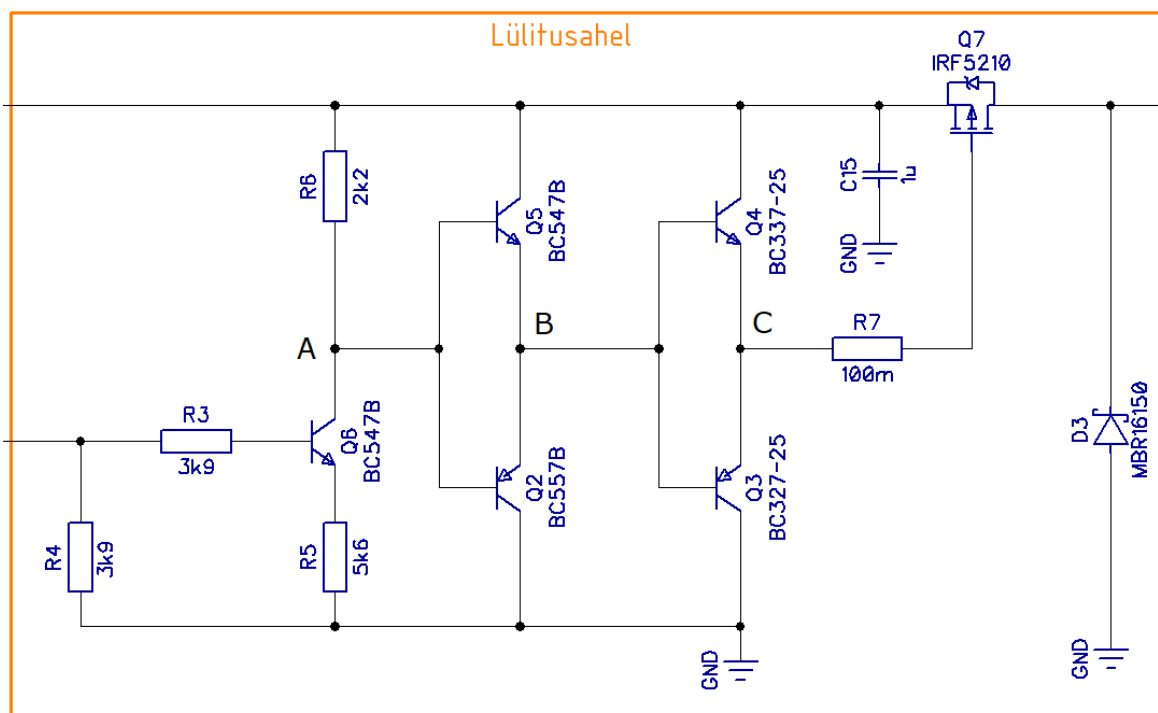 Lülitusahel
Q7
IRF5210
R6
2k2
Q5
BC547B
Q4
BC337-25
C15
1u
GND
A
B
C
R7
100m
R3
3k9
Q6
BC547B
Q2
BC557B
Q3
BC327-25
D3
MBR16150
R4
3k9
R5
5k6
GND
GND